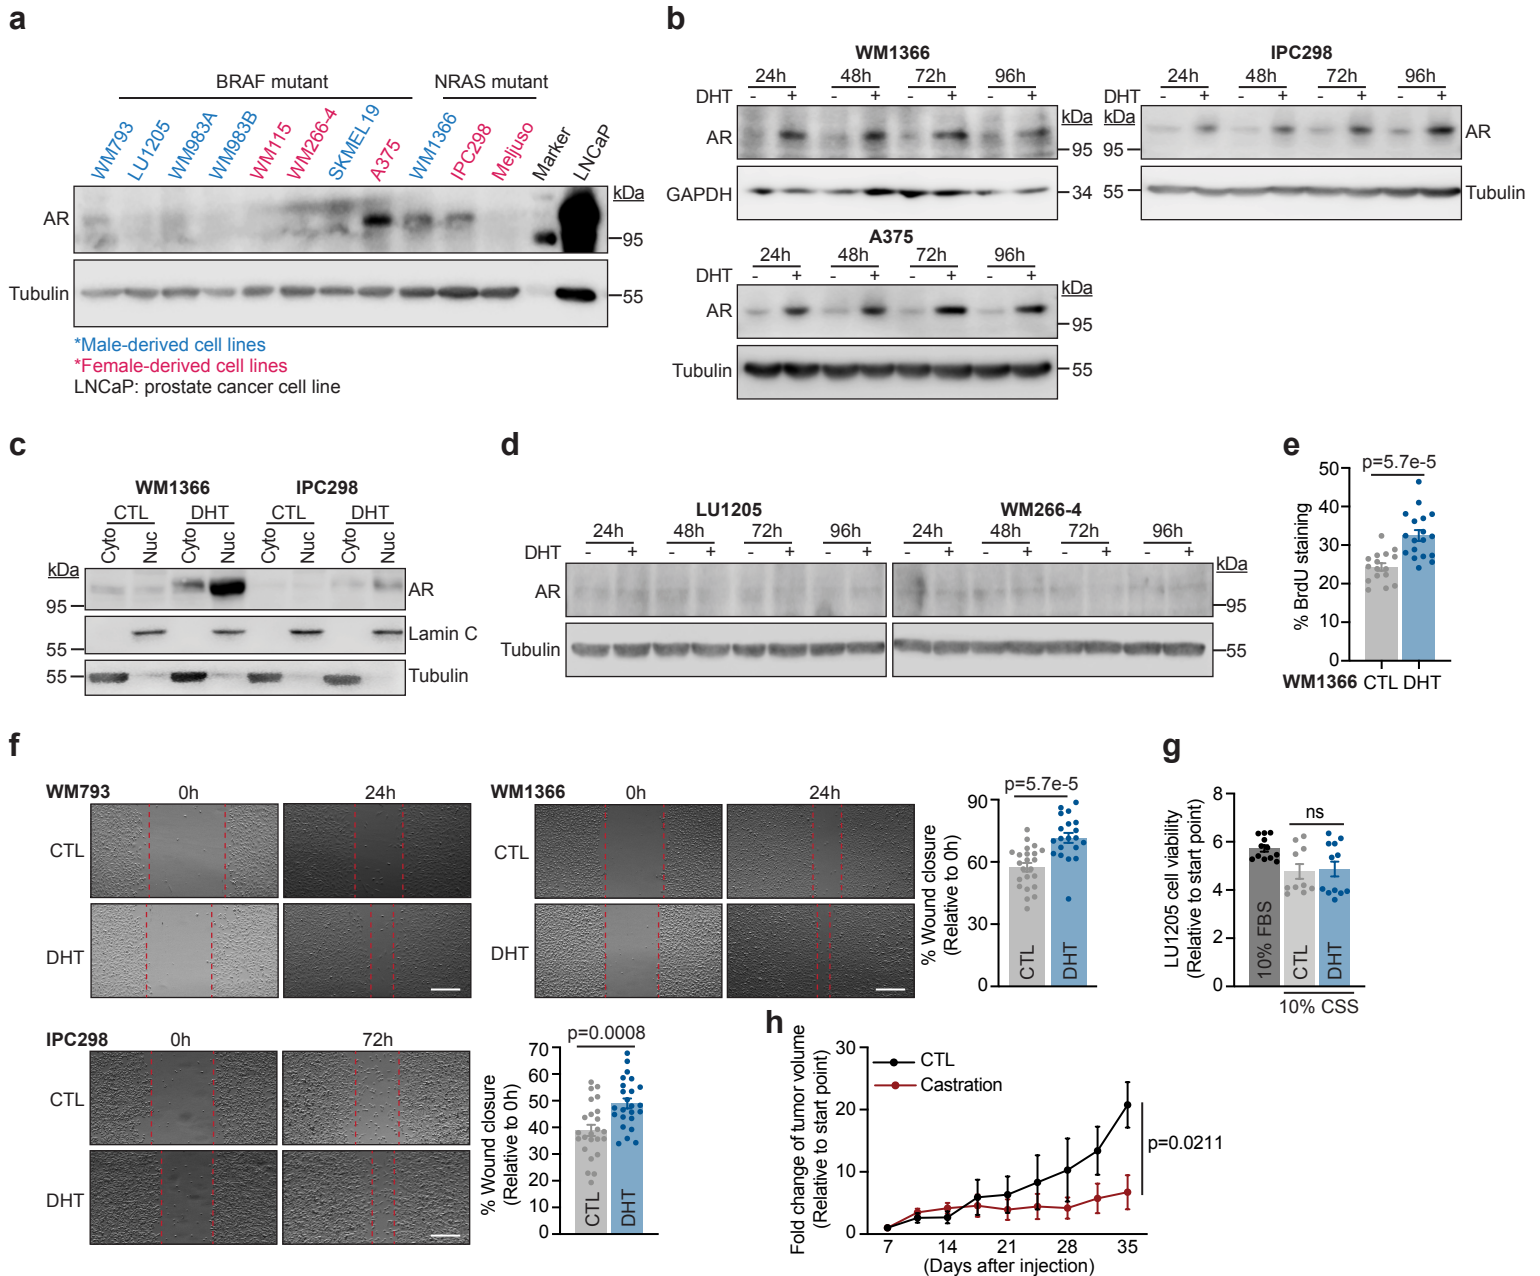 a
BRAF mutant
NRAS mutant
WM793
LU1205
WM983A
WM983B
WM115
WM266-4
SKMEL19
A375
WM1366
IPC298
Meljuso
Marker
LNCaP
kDa
AR
95
Tubulin
55
*Male-derived cell lines
*Female-derived cell lines
LNCaP: prostate cancer cell line
b
WM1366
24h 48h 72h 96h
DHT - + - + - + - +
kDa
AR
95
GAPDH
34
IPC298
24h 48h 72h 96h
DHT - + - + - + - +
kDa
AR
95
55
Tubulin
A375
24h 48h 72h 96h
DHT - + - + - + - +
kDa
AR
95
Tubulin
55
c
WM1366 IPC298
CTL DHT CTL DHT
Cyto Nuc Cyto Nuc Cyto Nuc Cyto Nuc
kDa
AR
95
Lamin C
55
55
Tubulin
d
LU1205 WM266-4
24h 48h 72h 96h 24h 48h 72h 96h
DHT - + - + - + - + - + - + - + - +
kDa
AR
95
Tubulin
55
e
p=5.7e-5
% BrdU staining
50
40
30
20
10
0
WM1366 CTL DHT
f
WM793 0h 24h
CTL
DHT
WM1366 0h 24h
CTL
DHT
p=5.7e-5
% Wound closure
(Relative to 0h)
90
60
30
0
CTL
DHT
IPC298 0h 72h
CTL
DHT
p=0.0008
% Wound closure
(Relative to 0h)
70
60
50
40
30
20
10
0
CTL
DHT
g
LU1205 cell viability
(Relative to start point)
8
6
4
2
0
ns
10% FBS
CTL
DHT
10% CSS
h
Fold change of tumor volume
(Relative to start point)
30
20
10
0
CTL
Castration
p=0.0211
7 14 21 28 35
(Days after injection)